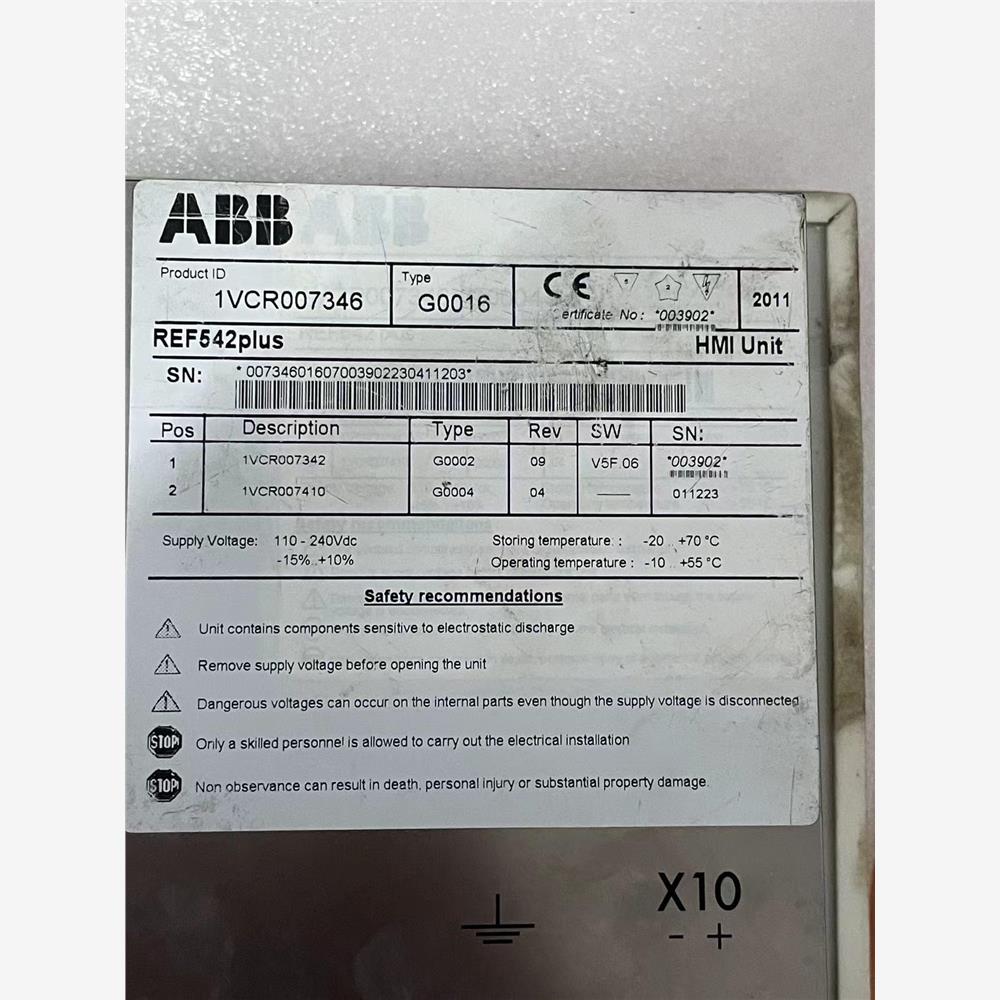 ABB
Product ID
1VCR007346
Type
G0016
CE
Certificate No: *003902*
2011
REF542plus HMI Unit
SN: *00734601607003902230411203*
Pos Description Type Rev SW SN:
1 1VCR007342 G0002 09 V5F.06 *003902*
2 1VCR007410 G0004 04 —— 011223
Supply Voltage: 110 - 240Vdc Storing temperature. : -20 .. +70 °C
-15%..+10% Operating temperature : -10 .. +55 °C
Safety recommendations
Unit contains components sensitive to electrostatic discharge
Remove supply voltage before opening the unit
Dangerous voltages can occur on the internal parts even though the supply voltage is disconnected
STOP Only a skilled personnel is allowed to carry out the electrical installation
STOP Non observance can result in death, personal injury or substantial property damage.
X10
- +